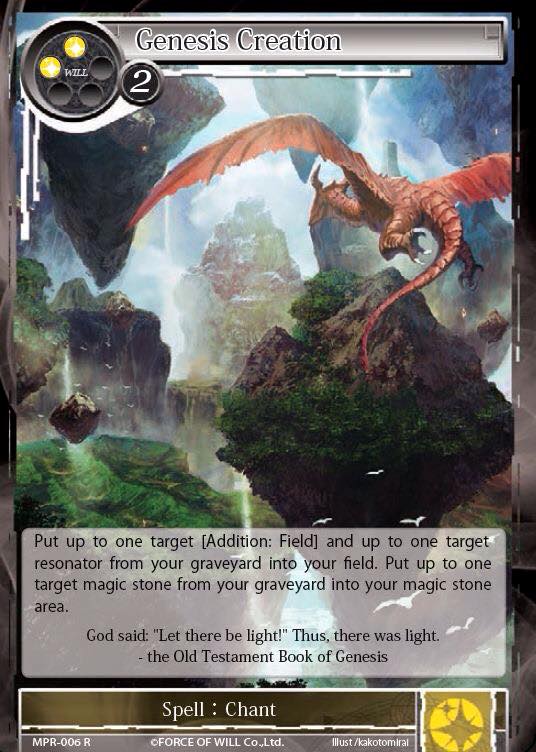 Genesis Creation
WILL
2
Put up to one target [Addition: Field] and up to one target
resonator from your graveyard into your field. Put up to one
target magic stone from your graveyard into your magic stone
area.
God said: "Let there be light!" Thus, there was light.
- the Old Testament Book of Genesis
Spell : Chant
MPR-006 R ©FORCE OF WILL Co.,Ltd. Illust /kakotomirai